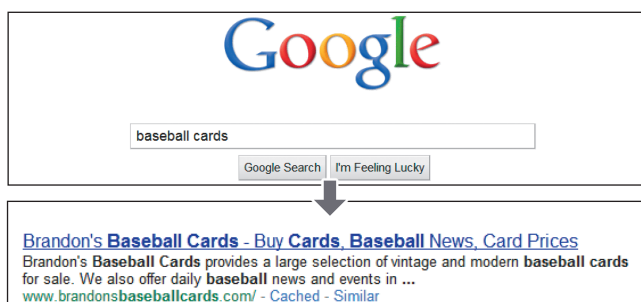 Google
baseball cards
Google Search I'm Feeling Lucky
Brandon's Baseball Cards - Buy Cards, Baseball News, Card Prices
Brandon's Baseball Cards provides a large selection of vintage and modern baseball cards
for sale. We also offer daily baseball news and events in ...
www.brandonsbaseballcards.com/ - Cached - Similar